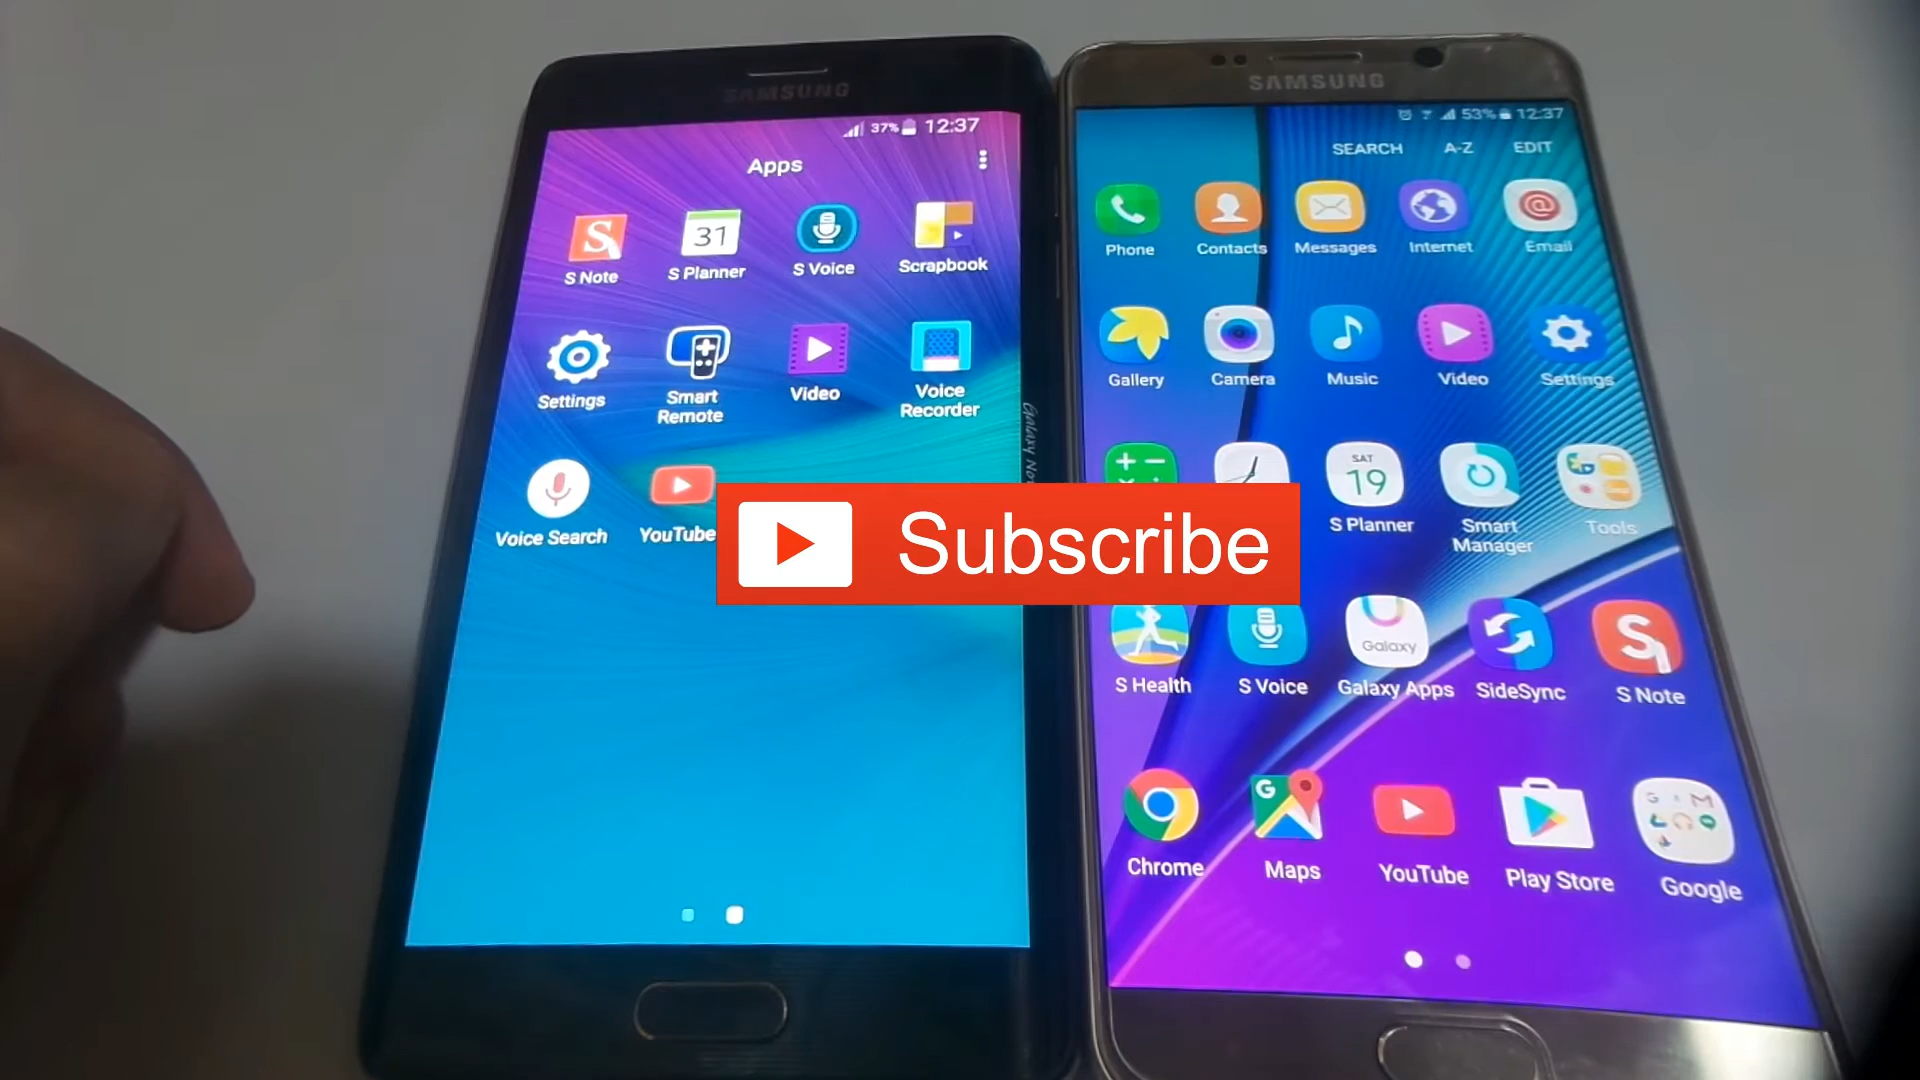 SAMSUNG
37% 12:37
Apps
S Note
S Planner
31
S Voice
Scrapbook
Settings
Smart
Remote
Video
Voice
Recorder
Voice Search
YouTube
Subscribe
SAMSUNG
53% 12:37
SEARCH A-Z EDIT
Phone
Contacts
Messages
Internet
Email
Gallery
Camera
Music
Video
Settings
SAT
19
S Planner
Smart
Manager
Tools
S Health
S Voice
Galaxy
Galaxy Apps
SideSync
S Note
Chrome
Maps
YouTube
Play Store
Google